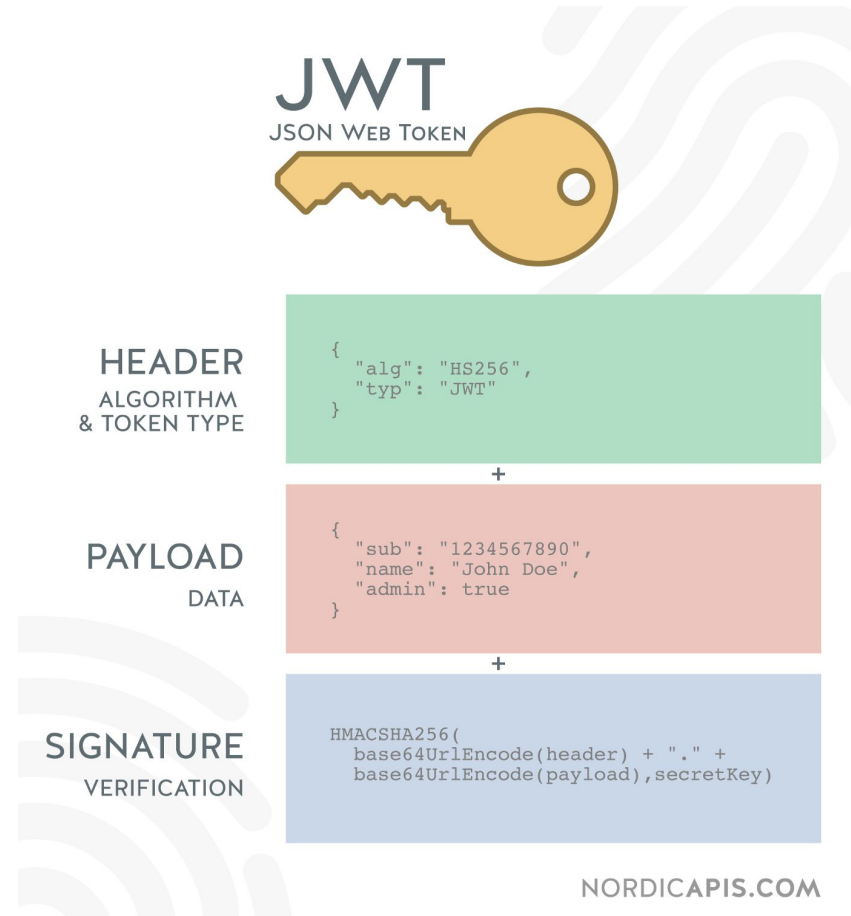 JWT
JSON WEB TOKEN
HEADER
ALGORITHM
& TOKEN TYPE
{
  "alg": "HS256",
  "typ": "JWT"
}
+
PAYLOAD
DATA
{
  "sub": "1234567890",
  "name": "John Doe",
  "admin": true
}
+
SIGNATURE
VERIFICATION
HMACSHA256(
  base64UrlEncode(header) + "." +
  base64UrlEncode(payload),secretKey)
NORDICAPIS.COM